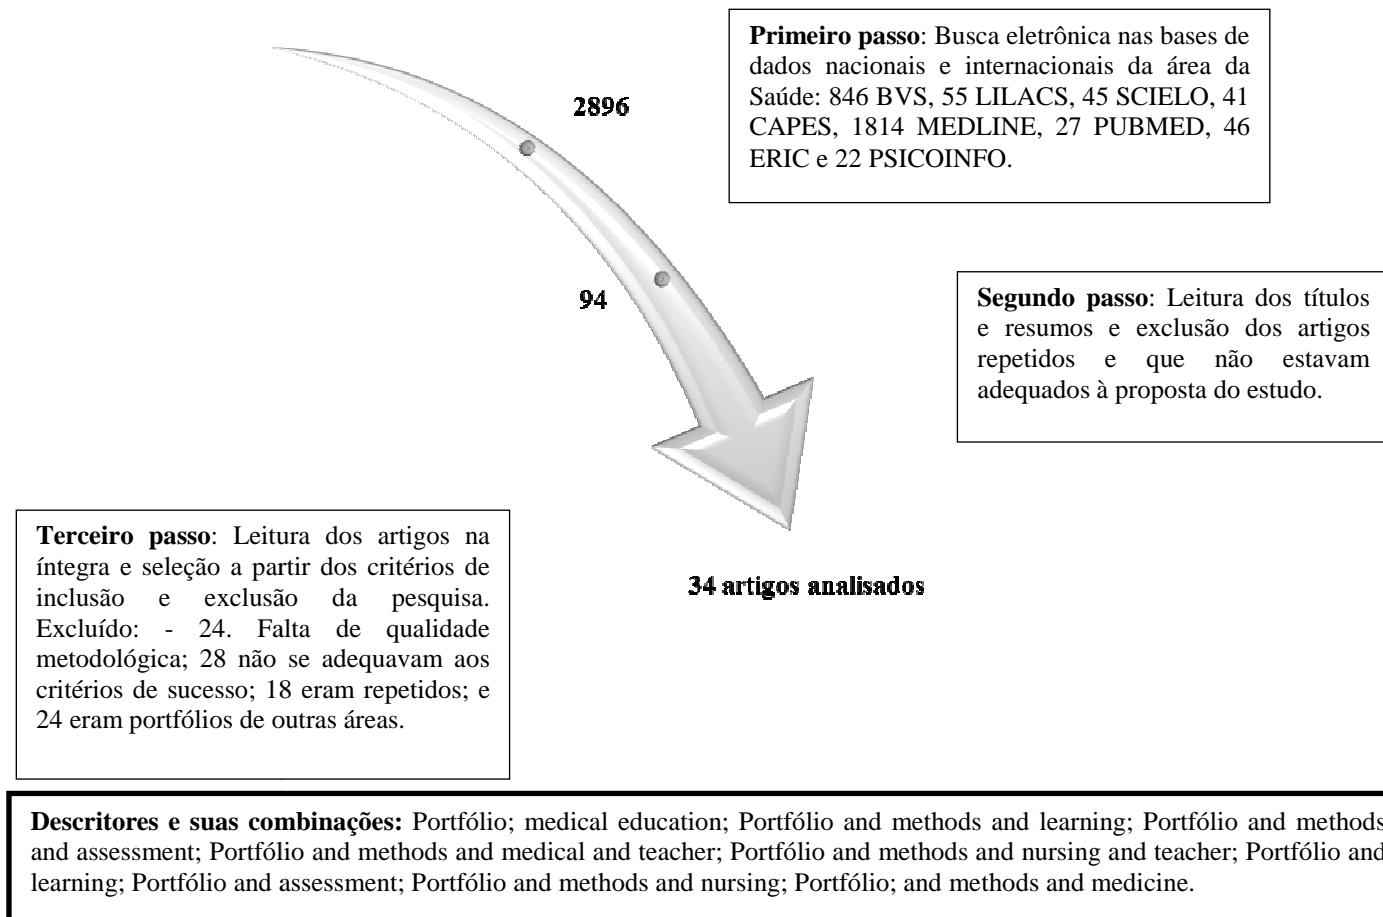 Primeiro passo: Busca eletrônica nas bases de
dados nacionais e internacionais da área da
Saúde: 846 BVS, 55 LILACS, 45 SCIELO, 41
CAPES, 1814 MEDLINE, 27 PUBMED, 46
ERIC e 22 PSICOINFO.
2896
94
Segundo passo: Leitura dos títulos
e resumos e exclusão dos artigos
repetidos e que não estavam
adequados à proposta do estudo.
Terceiro passo: Leitura dos artigos na
íntegra e seleção a partir dos critérios de
inclusão e exclusão da pesquisa.
Excluído: - 24. Falta de qualidade
metodológica; 28 não se adequavam aos
critérios de sucesso; 18 eram repetidos; e
24 eram portfólios de outras áreas.
34 artigos analisados
Descritores e suas combinações: Portfólio; medical education; Portfólio and methods and learning; Portfólio and methods
and assessment; Portfólio and methods and medical and teacher; Portfólio and methods and nursing and teacher; Portfólio and
learning; Portfólio and assessment; Portfólio and methods and nursing; Portfólio; and methods and medicine.